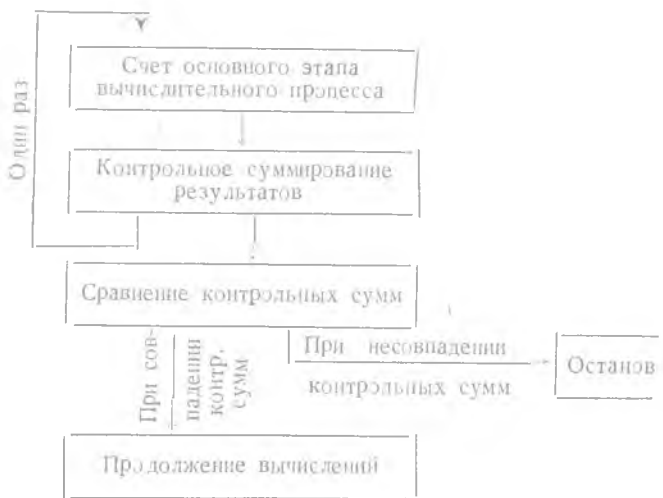 Один раз
Счет основного этапа
вычислительного процесса
Контрольное суммирование
результатов
Сравнение контрольных сумм
При сов-
падении
контр.
сумм
При несовпадении
контрольных сумм
Останов
Продолжение вычислений